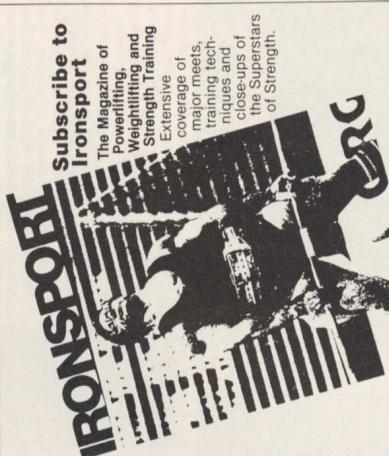 Subscribe to
Ironsport
The Magazine of
Powerlifting,
Weightlifting and
Strength Training
Extensive
coverage of
major meets,
training tech-
niques and
close-ups of
the Superstars
of Strength.
IRONSPORT